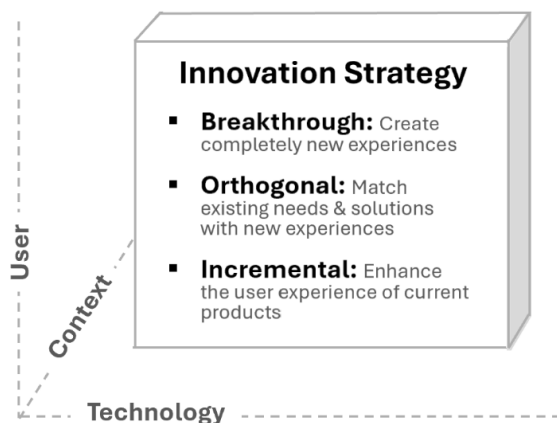 Innovation Strategy
▪ Breakthrough: Create
completely new experiences
▪ Orthogonal: Match
existing needs & solutions
with new experiences
▪ Incremental: Enhance
the user experience of current
products
User
Context
Technology